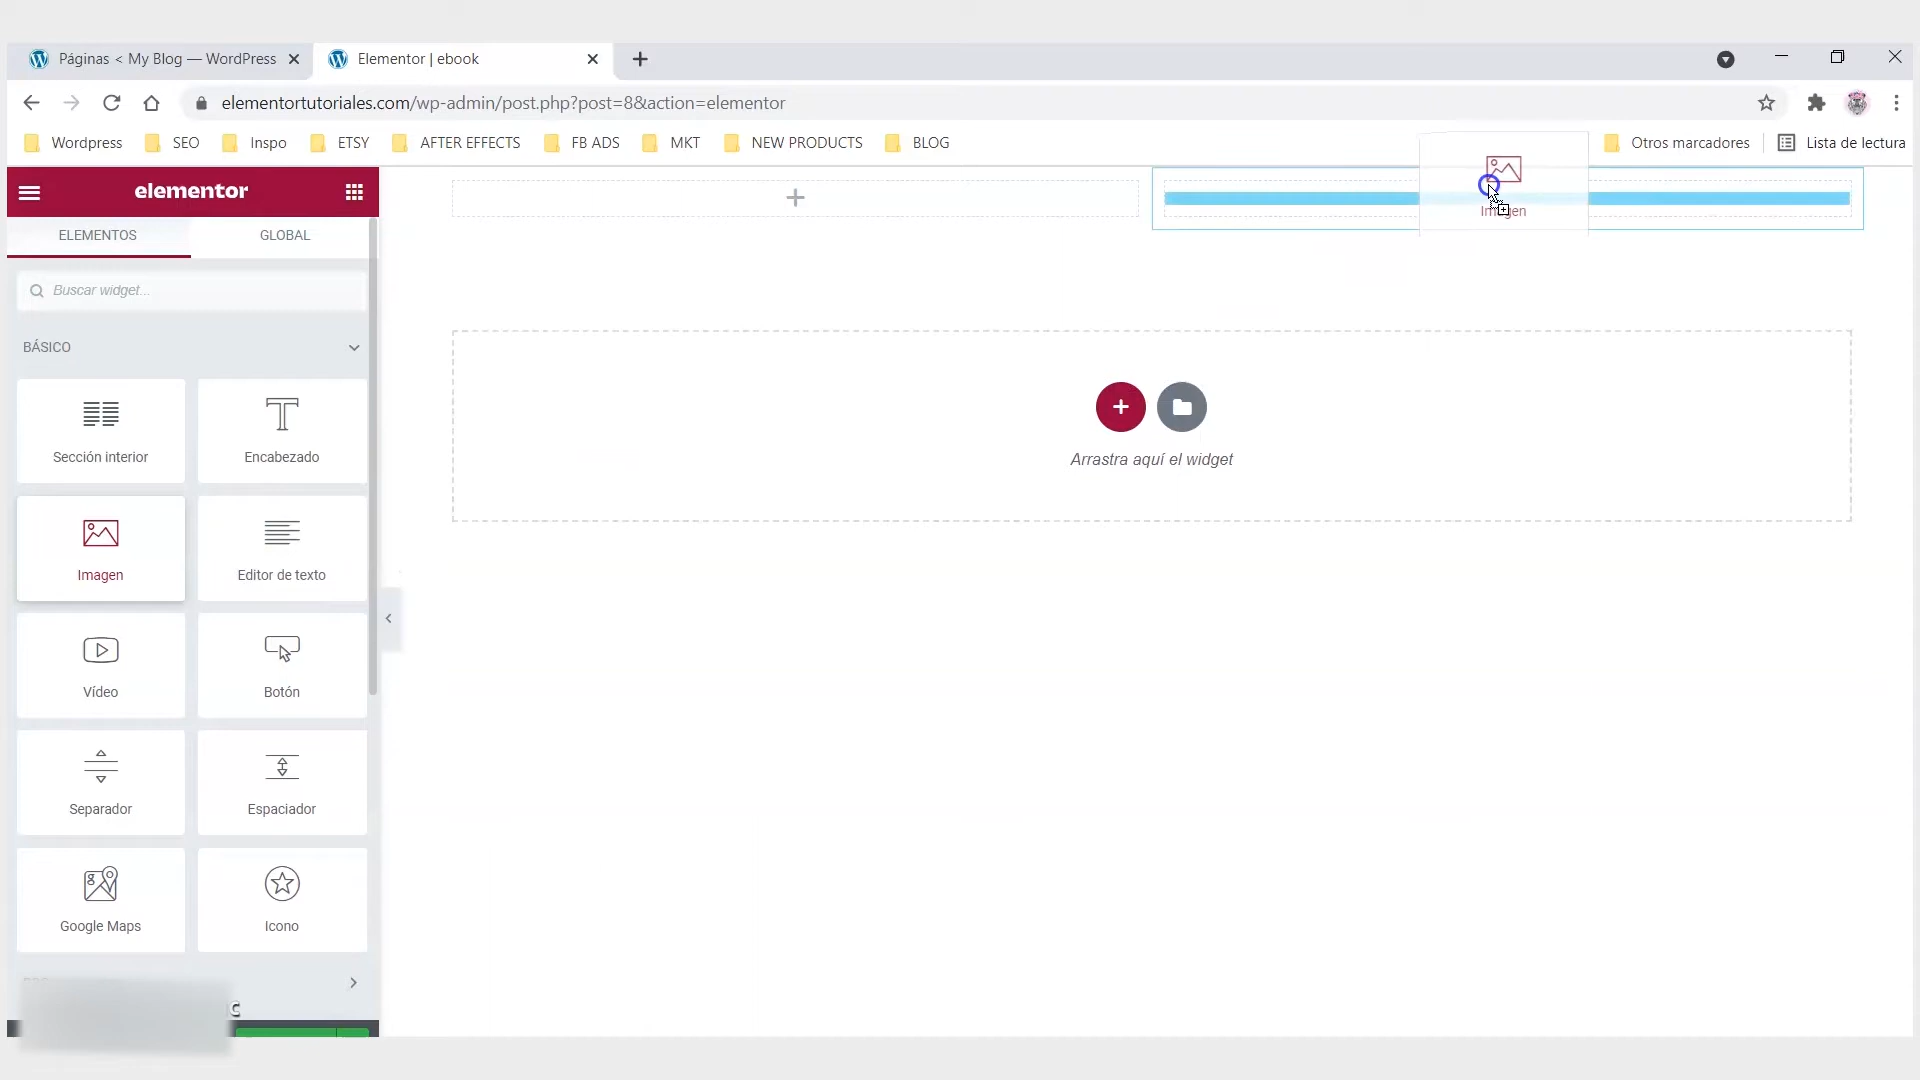 Páginas < My Blog — WordPress
Elementor | ebook
elementortutoriales.com/wp-admin/post.php?post=8&action=elementor
Wordpress SEO Inspo ETSY AFTER EFFECTS FB ADS MKT NEW PRODUCTS BLOG Otros marcadores Lista de lectura
elementor
ELEMENTOS GLOBAL
Imagen
Buscar widget...
BÁSICO
Sección interior Encabezado
Arrastra aquí el widget
Imagen Editor de texto
Vídeo Botón
Separador Espaciador
Google Maps Icono